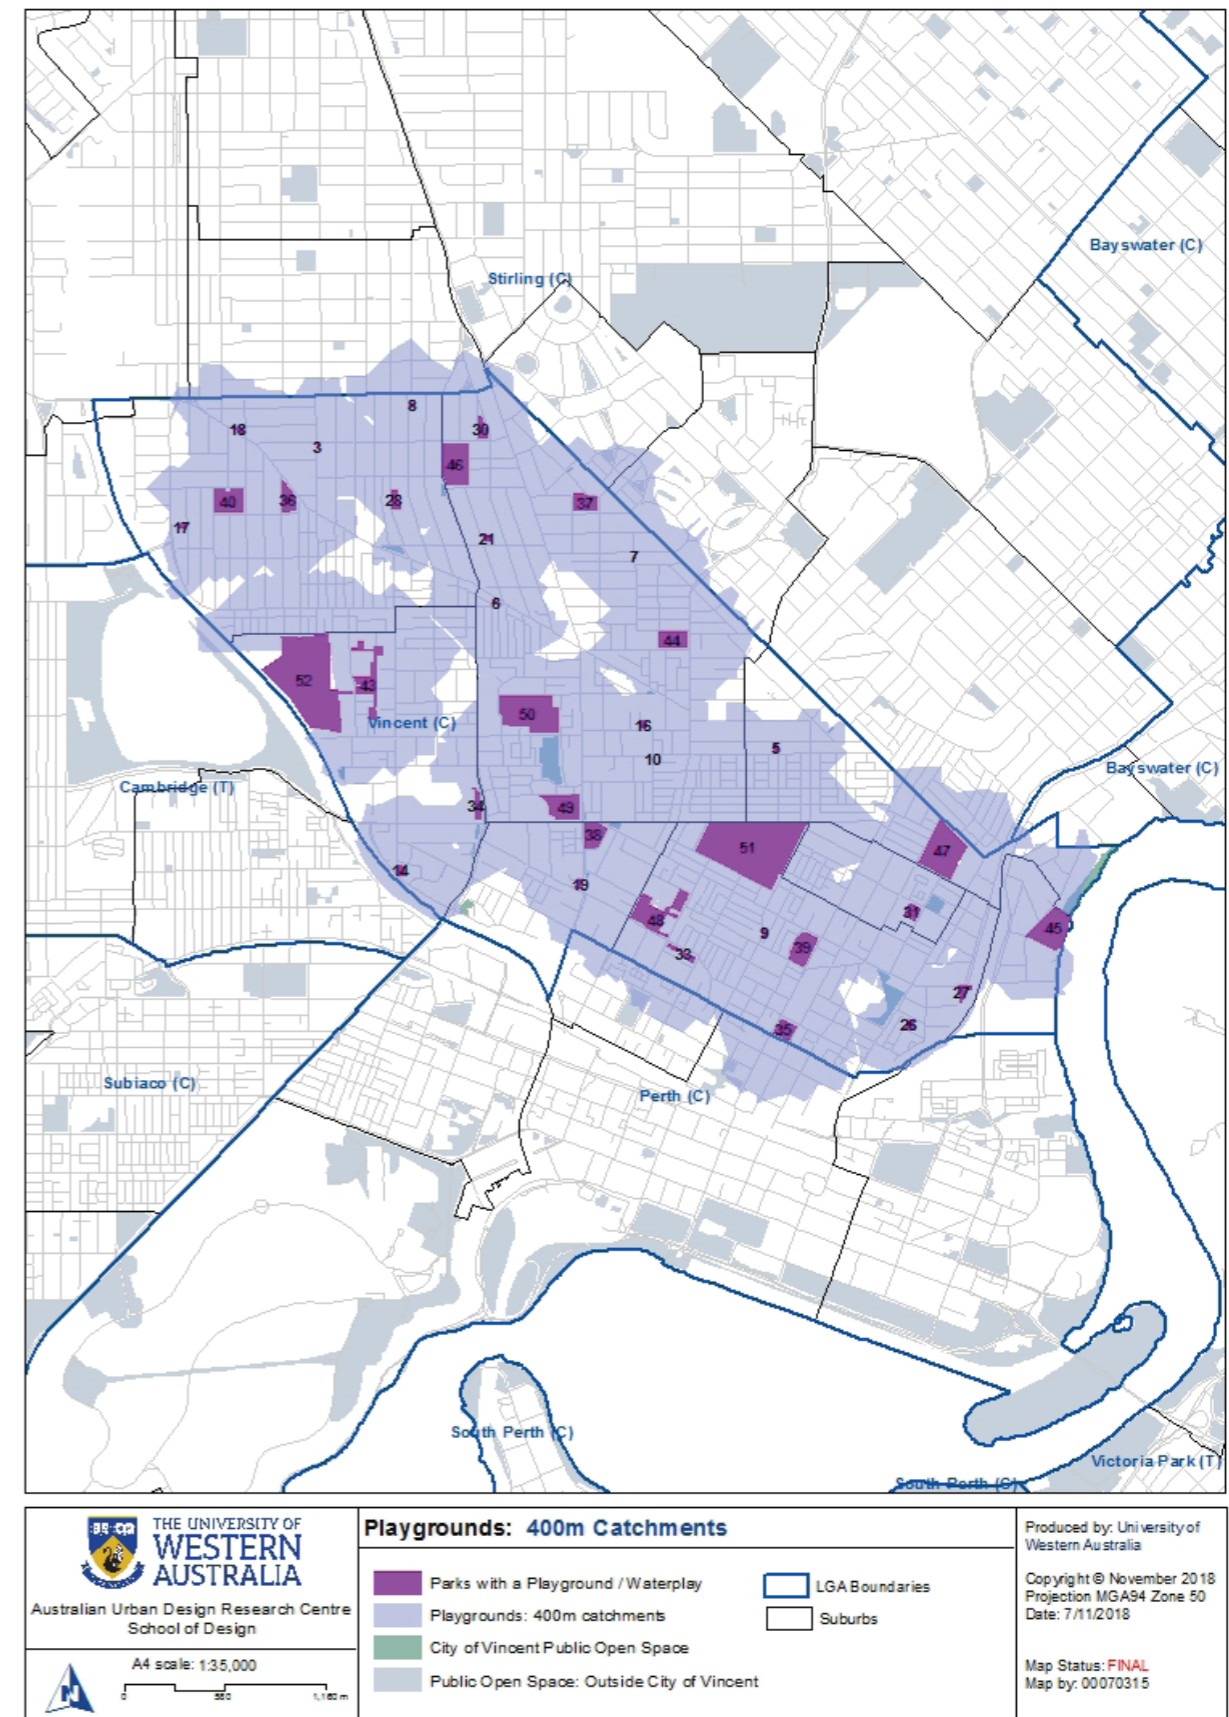 Bayswater (C)
Stirling (C)
8
18
30
3
46
40
36
28
37
17
21
7
6
44
52
43
50
Vincent (C)
16
5
10
Bayswater (C)
Cambridge (T)
34
49
38
51
47
14
19
31
48
45
9
39
33
27
26
35
Subiaco (C)
Perth (C)
South Perth (C)
Victoria Park (T)
South Perth (C)
THE UNIVERSITY OF
WESTERN
AUSTRALIA
Australian Urban Design Research Centre
School of Design
A4 scale: 1:35,000
N
0 580 1,160 m
Playgrounds: 400m Catchments
Parks with a Playground / Waterplay
Playgrounds: 400m catchments
City of Vincent Public Open Space
Public Open Space: Outside City of Vincent
LGA Boundaries
Suburbs
Produced by: University of
Western Australia
Copyright © November 2018
Projection MGA94 Zone 50
Date: 7/11/2018
Map Status: FINAL
Map by: 00070315